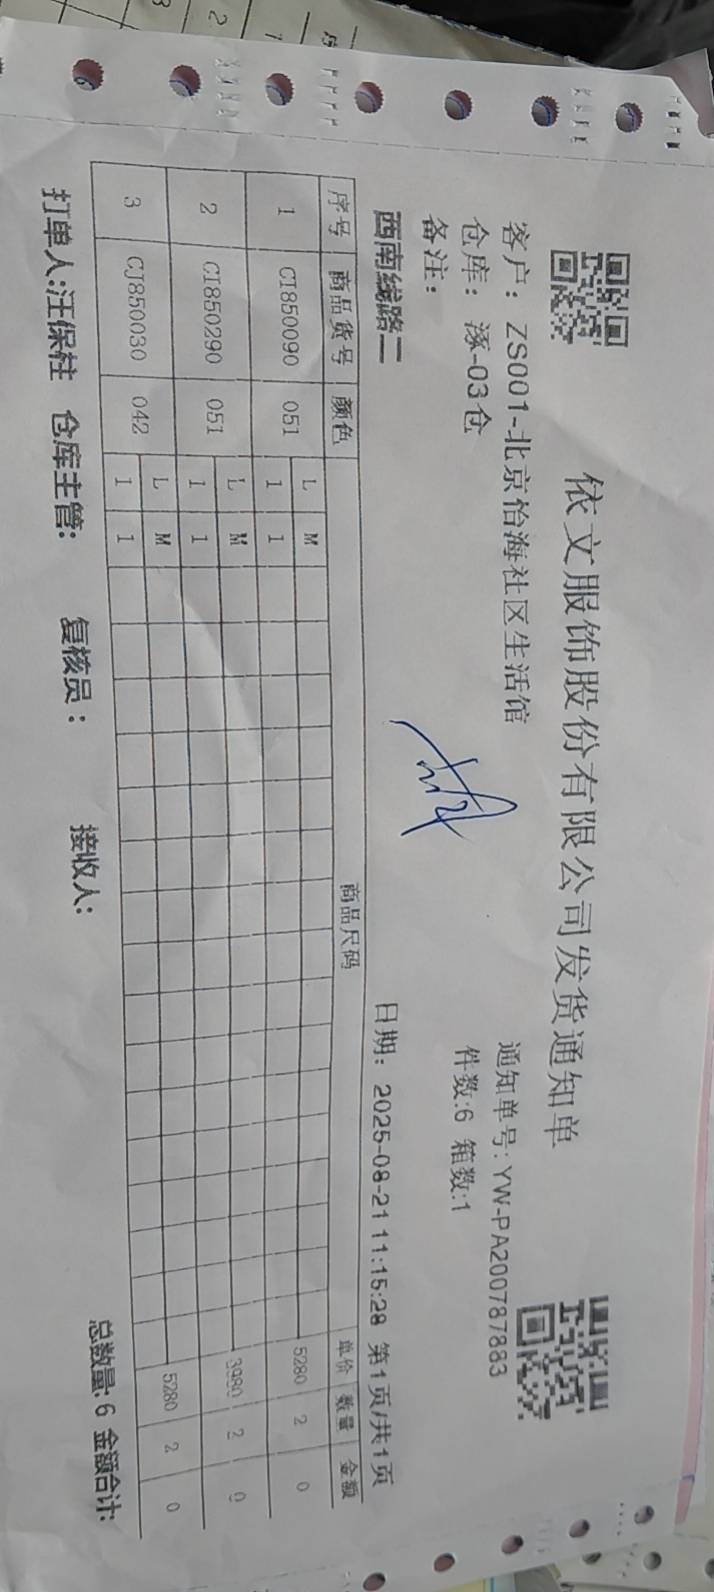 依文服饰股份有限公司发货通知单
客户：ZS001-北京怡海社区生活馆 通知单号:YW-PA200787883
仓库：涿-03仓 件数:6 箱数:1
备注：
西南线路二 日期：2025-08-21 11:15:28 第1页/共1页
序号 商品货号 颜色 商品尺码 单价 数量 金额
L M
1 CI850090 051 1 1 5280 2 0
L M
2 CI850290 051 1 1 3980 2 0
L M
3 CJ850030 042 1 1 5280 2 0
打单人:汪保柱 仓库主管: 复核员: 接收人: 总数量:6 金额合计: